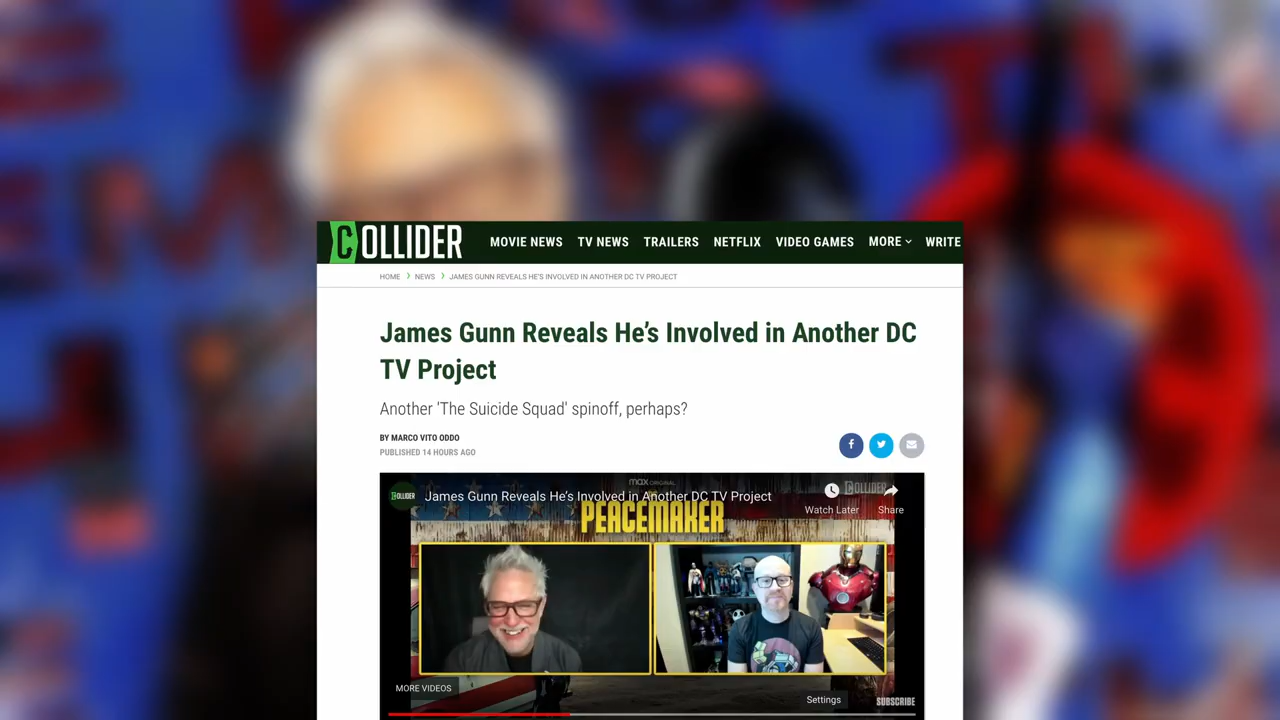 COLLIDER
MOVIE NEWS TV NEWS TRAILERS NETFLIX VIDEO GAMES MORE WRITE
HOME NEWS JAMES GUNN REVEALS HE'S INVOLVED IN ANOTHER DC TV PROJECT
James Gunn Reveals He's Involved in Another DC
TV Project
Another 'The Suicide Squad' spinoff, perhaps?
BY MARCO VITO ODDO
PUBLISHED 14 HOURS AGO
max ORIGINAL
COLLIDER
COLLIDER
James Gunn Reveals He's Involved in Another DC TV Project
Watch Later
Share
PEACEMAKER
MORE VIDEOS
Settings
SUBSCRIBE